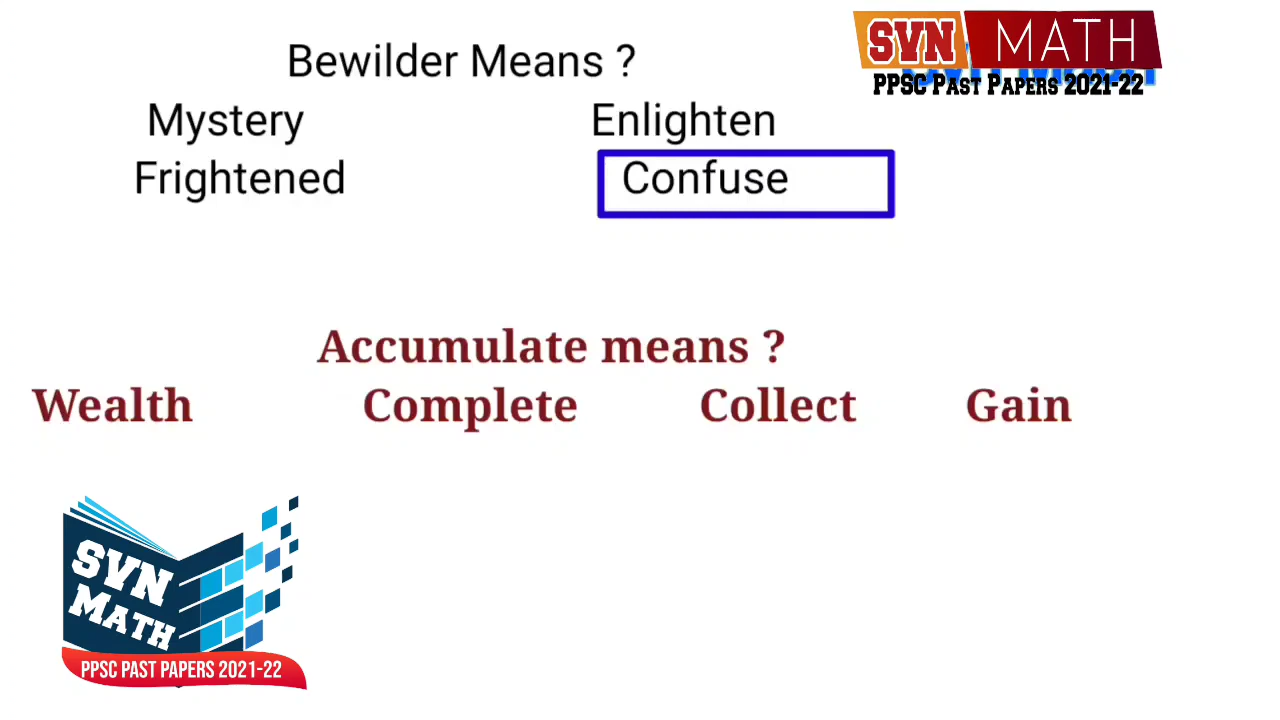 Bewilder Means ?
SVN MATH
PPSC PAST PAPERS 2021-22
Mystery Enlighten
Frightened Confuse
Accumulate means ?
Wealth Complete Collect Gain
SVN
MATH
PPSC PAST PAPERS 2021-22